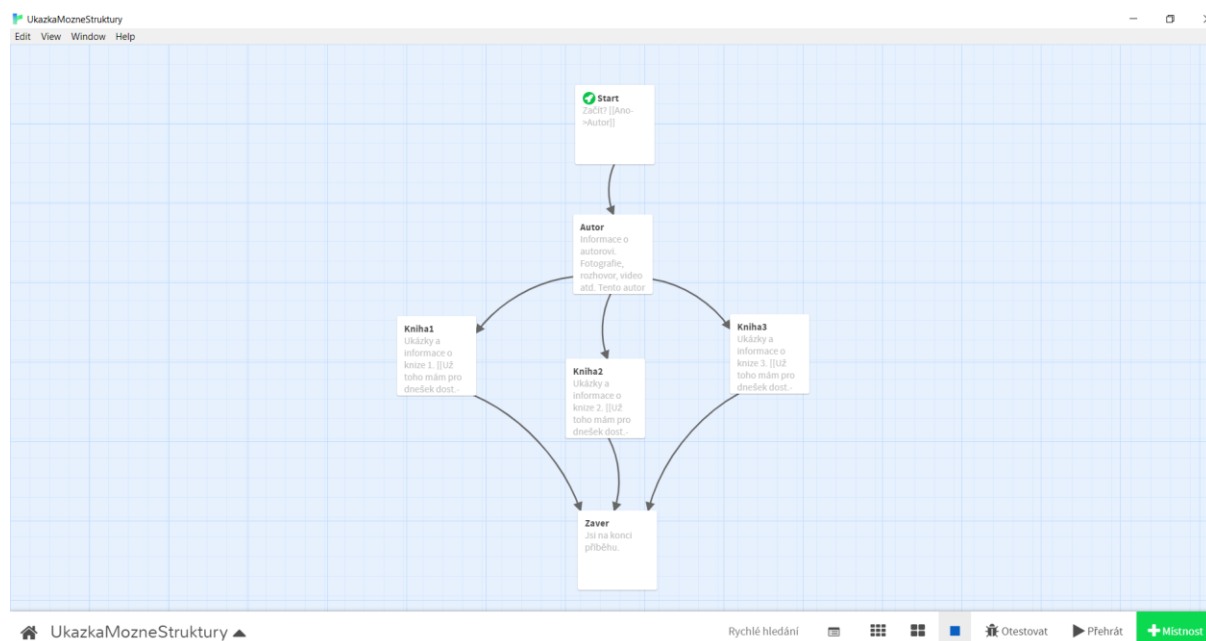 UkazkaMozneStruktury
Edit View Window Help
Start
Začít? [[Ano-
>Autor]]
Autor
Informace o
autorovi.
Fotografie,
rozhovor, video
atd. Tento autor
Kniha1
Ukázky a
informace o
knize 1. [[Už
toho mám pro
dnešek dost.-
Kniha2
Ukázky a
informace o
knize 2. [[Už
toho mám pro
dnešek dost.-
Kniha3
Ukázky a
informace o
knize 3. [[Už
toho mám pro
dnešek dost.-
Zaver
Jsi na konci
příběhu.
UkazkaMozneStruktury
Rychlé hledání
Otestovat
Přehrát
+Místnost